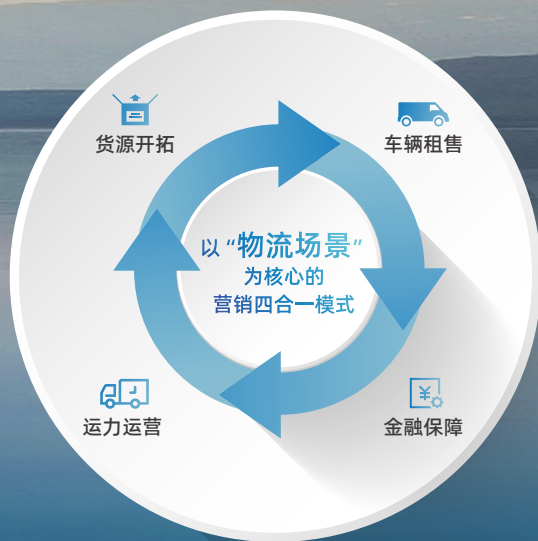 货源开拓
车辆租售
以“物流场景”
为核心的
营销四合一模式
运力运营
金融保障